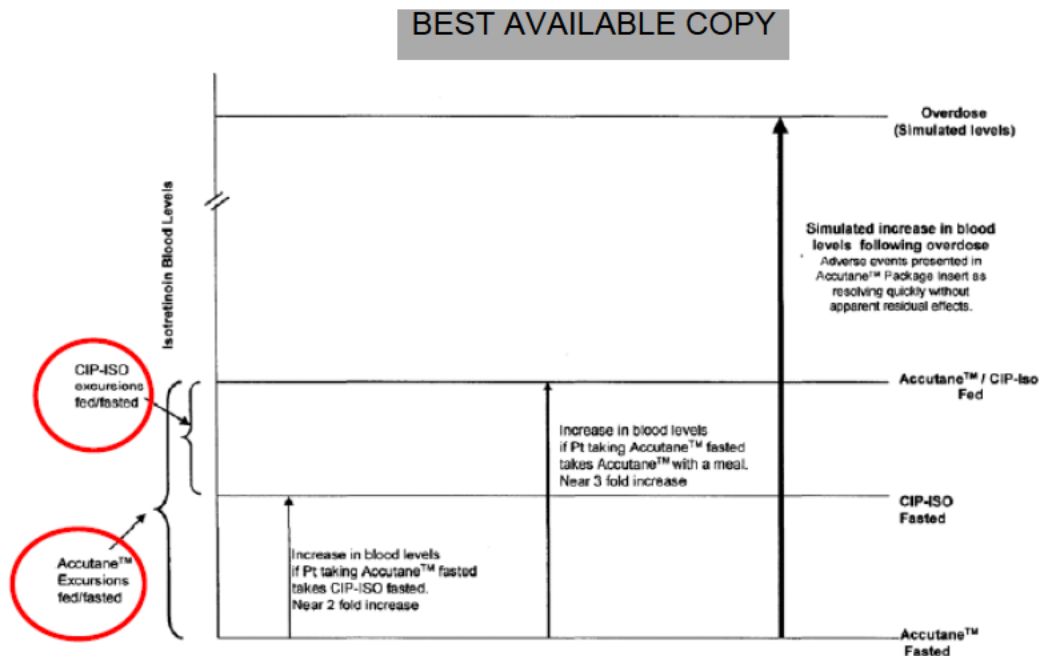 BEST AVAILABLE COPY
Overdose
(Simulated levels)
Isotretinoin Blood Levels
Simulated increase in blood
levels following overdose
Adverse events presented in
Accutane™ Package Insert as
resolving quickly without
apparent residual effects.
CIP-ISO
excursions
fed/fasted
Accutane™ / CIP-Iso
Fed
Increase in blood levels
if Pt taking Accutane™ fasted
takes Accutane™ with a meal.
Near 3 fold increase
CIP-ISO
Fasted
Accutane™
Excursions
fed/fasted
Increase in blood levels
if Pt taking Accutane™ fasted
takes CIP-ISO fasted.
Near 2 fold increase
Accutane™
Fasted